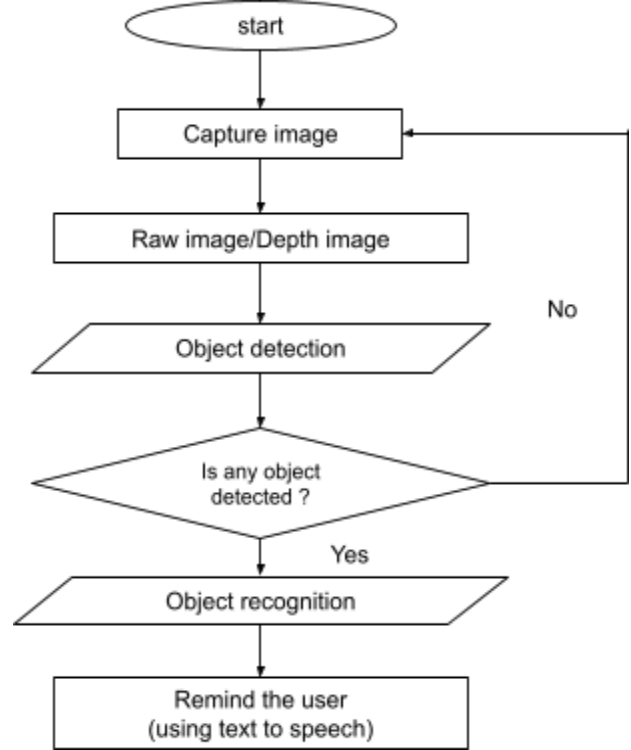 start
Capture image
Raw image/Depth image
No
Object detection
Is any object
detected ?
Yes
Object recognition
Remind the user
(using text to speech)